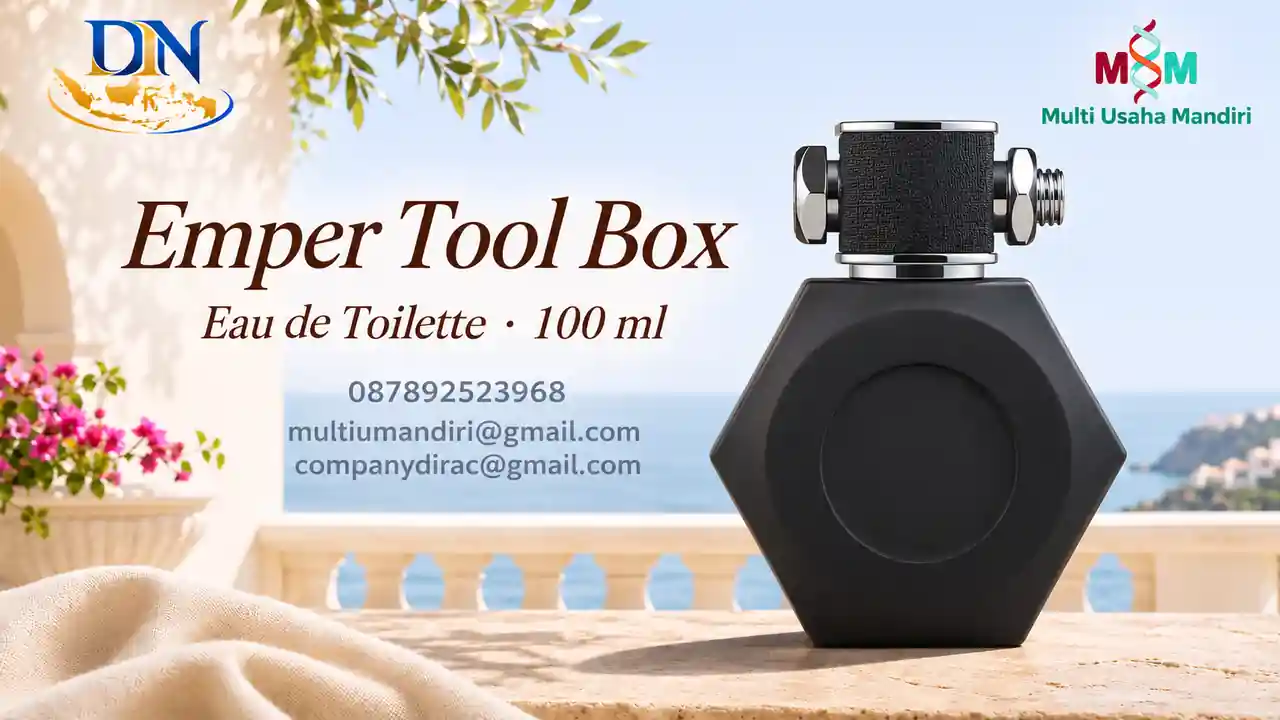 DN
MSM
Multi Usaha Mandiri
Emper Tool Box
Eau de Toilette · 100 ml
087892523968
multiumandiri@gmail.com
companydirac@gmail.com